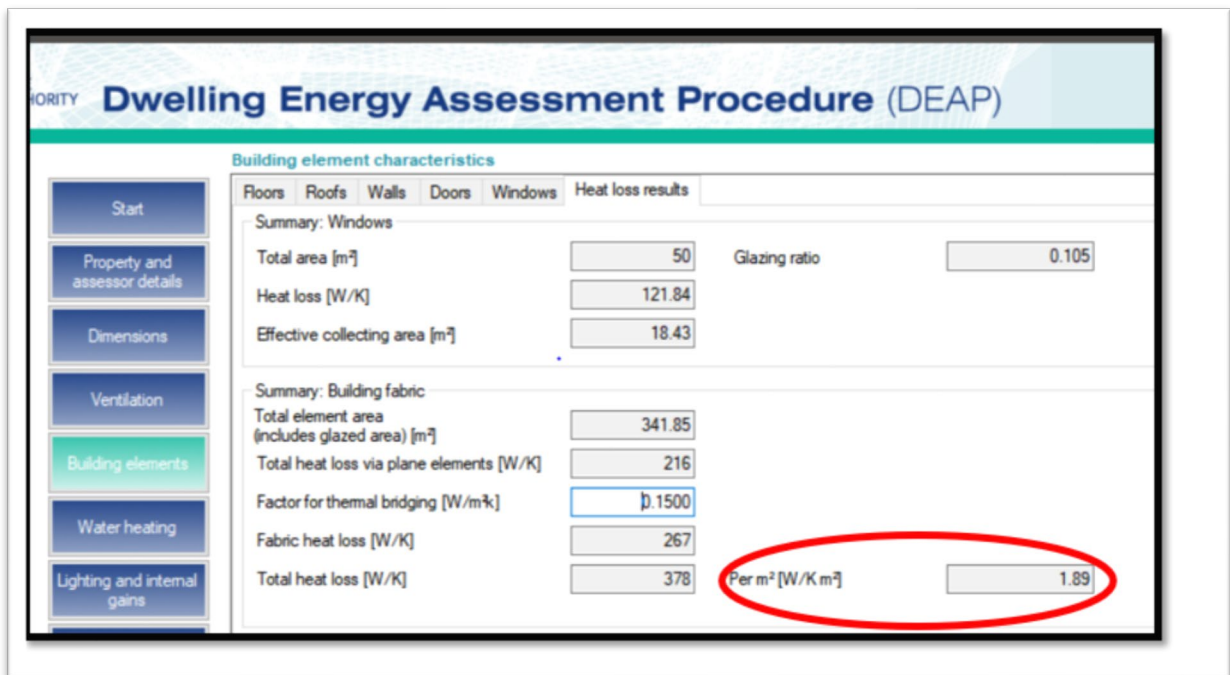 HORITY Dwelling Energy Assessment Procedure (DEAP)
Building element characteristics
Floors Roofs Walls Doors Windows Heat loss results
Start
Property and
assessor details
Dimensions
Ventilation
Building elements
Water heating
Lighting and internal
gains
Summary: Windows
Total area [m²] 50 Glazing ratio 0.105
Heat loss [W/K] 121.84
Effective collecting area [m²] 18.43
Summary: Building fabric
Total element area
(includes glazed area) [m²] 341.85
Total heat loss via plane elements [W/K] 216
Factor for thermal bridging [W/m²k] 0.1500
Fabric heat loss [W/K] 267
Total heat loss [W/K] 378 Per m² [W/K m²] 1.89